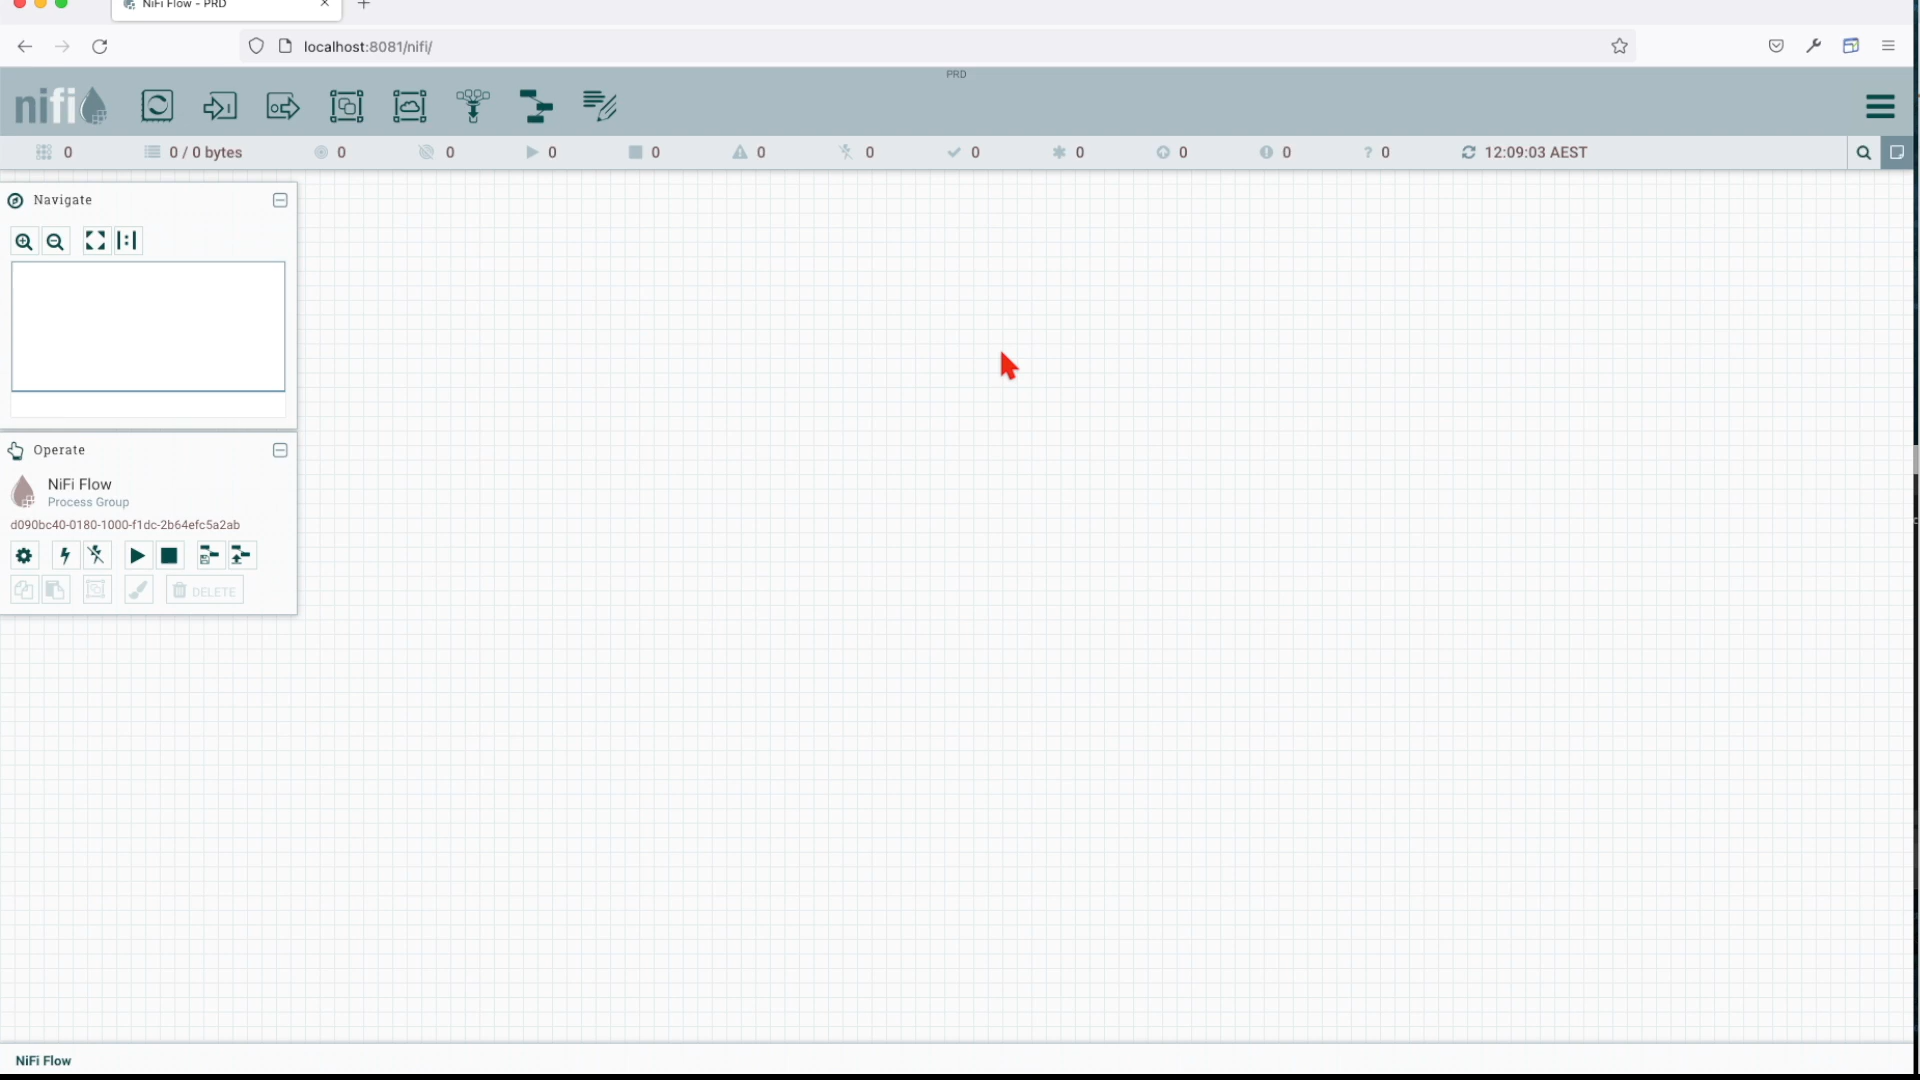 NiFi Flow - PRD
localhost:8081/nifi/
PRD
nifi
0 0 / 0 bytes 0 0 0 0 0 0 0 0 0 0 ? 0 12:09:03 AEST
Navigate
Operate
NiFi Flow
Process Group
d090bc40-0180-1000-f1dc-2b64efc5a2ab
DELETE
NiFi Flow